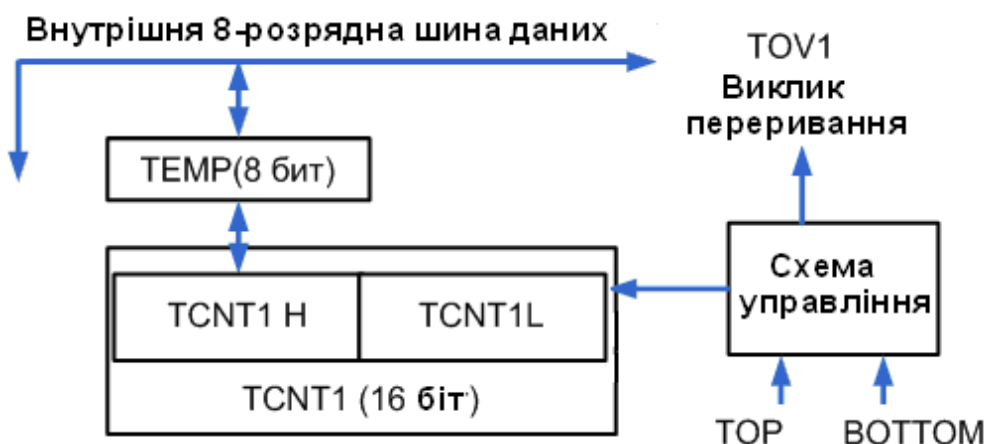 Внутрішня 8-розрядна шина даних
TOV1
Виклик
переривання
TEMP(8 бит)
Схема
управління
TCNT1 H
TCNT1L
TCNT1 (16 біт)
TOP
BOTTOM